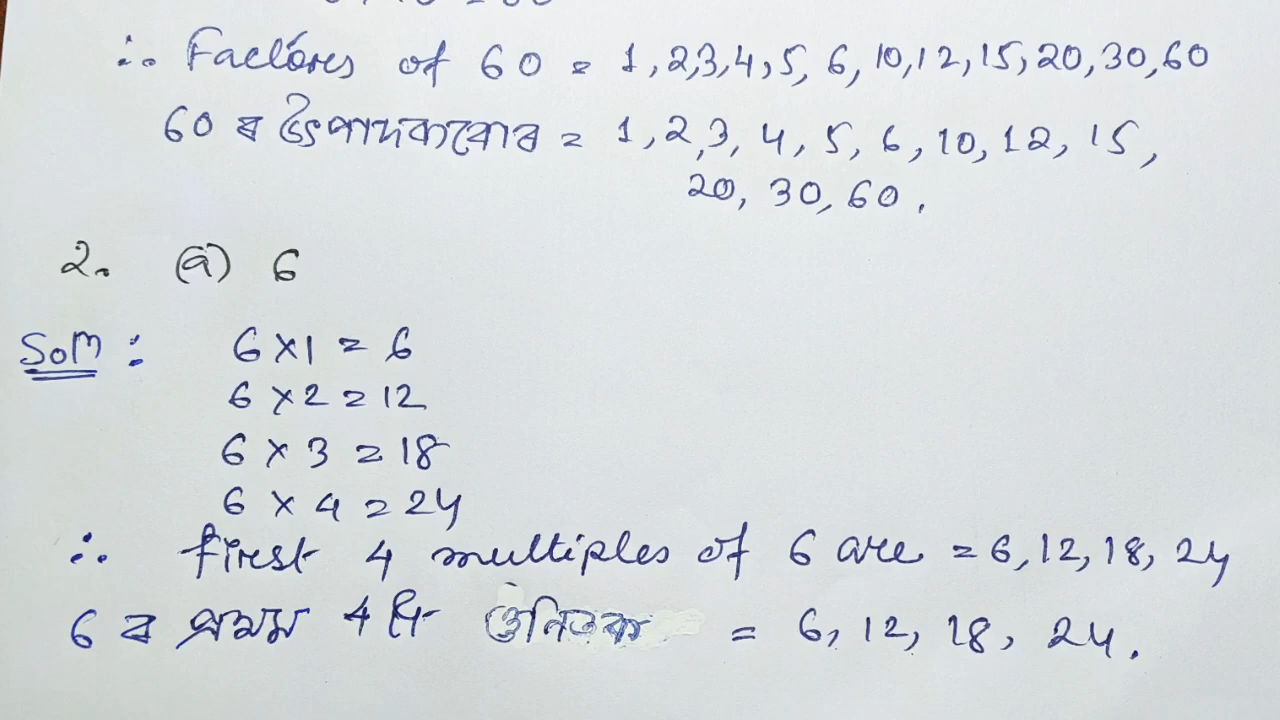 ∴ Factores of 60 = 1, 2, 3, 4, 5, 6, 10, 12, 15, 20, 30, 60
60 ৰ উৎপাদকবোৰ = 1, 2, 3, 4, 5, 6, 10, 12, 15,
20, 30, 60.
2. (a) 6
Soln : 6 × 1 = 6
6 × 2 = 12
6 × 3 = 18
6 × 4 = 24
∴ first 4 multiples of 6 are = 6, 12, 18, 24
6 ৰ প্ৰথম 4 টি গুনিতক = 6, 12, 18, 24.